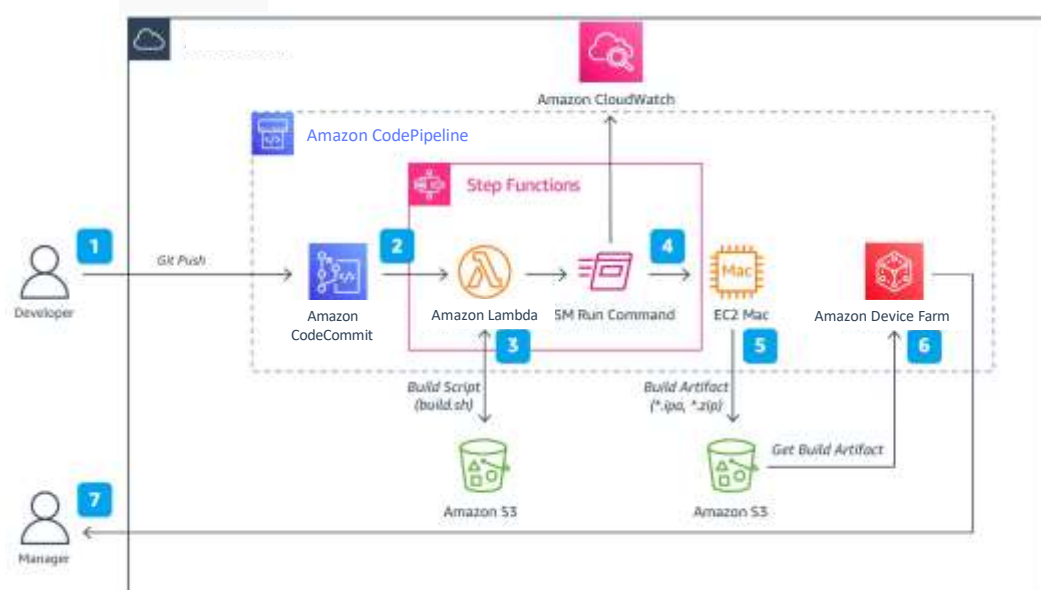 Amazon CloudWatch
Amazon CodePipeline
Step Functions
1
2
4
Git Push
Mac
Developer
Amazon
CodeCommit
Amazon Lambda
SM Run Command
EC2 Mac
Amazon Device Farm
3
5
6
Build Script
(build.sh)
Build Artifact
(*.ipa, *.zip)
Get Build Artifact
7
Amazon S3
Amazon S3
Manager